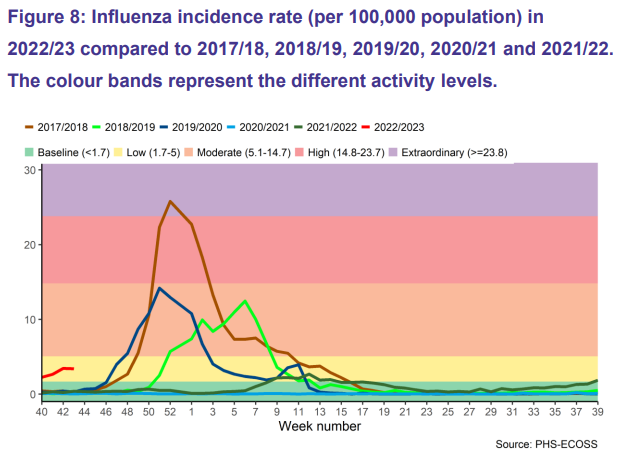 Figure 8: Influenza incidence rate (per 100,000 population) in
2022/23 compared to 2017/18, 2018/19, 2019/20, 2020/21 and 2021/22.
The colour bands represent the different activity levels.
2017/2018 2018/2019 2019/2020 2020/2021 2021/2022 2022/2023
Baseline (<1.7) Low (1.7-5) Moderate (5.1-14.7) High (14.8-23.7) Extraordinary (>=23.8)
30
20
10
0
40 42 44 46 48 50 52 1 3 5 7 9 11 13 15 17 19 21 23 25 27 29 31 33 35 37 39
Week number
Source: PHS-ECOSS